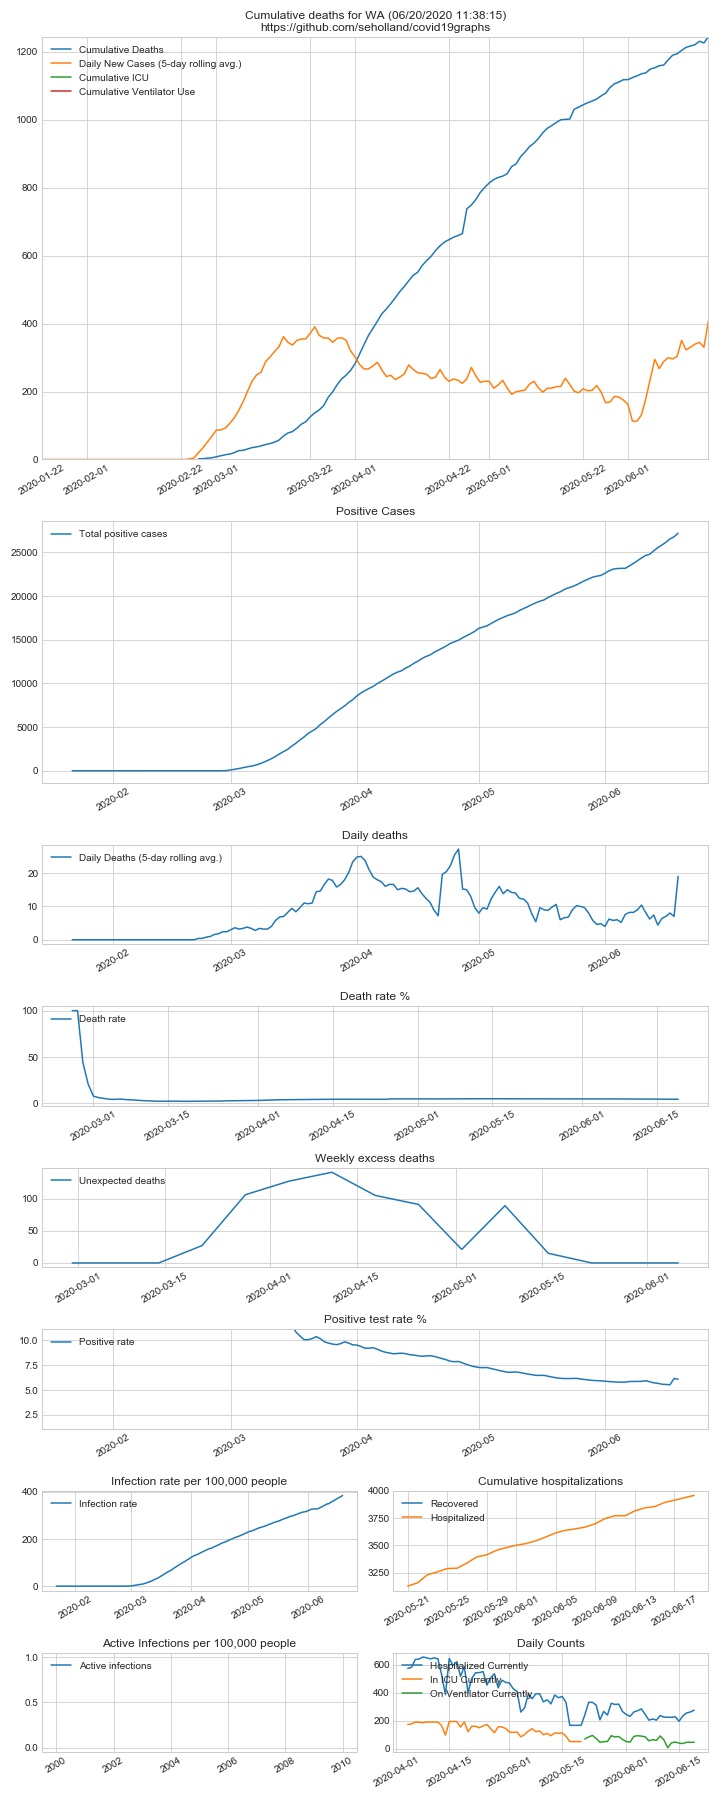 Cumulative deaths for WA (06/20/2020 11:38:15)
https://github.com/seholland/covid19graphs
Cumulative Deaths
Daily New Cases (5-day rolling avg.)
Cumulative ICU
Cumulative Ventilator Use
1200
1000
800
600
400
200
0
2020-01-22 2020-02-01 2020-02-22 2020-03-01 2020-03-22 2020-04-01 2020-04-22 2020-05-01 2020-05-22 2020-06-01
Positive Cases
Total positive cases
25000
20000
15000
10000
5000
0
2020-02 2020-03 2020-04 2020-05 2020-06
Daily deaths
Daily Deaths (5-day rolling avg.)
20
10
0
2020-02 2020-03 2020-04 2020-05 2020-06
Death rate %
100
Death rate
50
0
2020-03-01 2020-03-15 2020-04-01 2020-04-15 2020-05-01 2020-05-15 2020-06-01 2020-06-15
Weekly excess deaths
Unexpected deaths
100
50
0
2020-03-01 2020-03-15 2020-04-01 2020-04-15 2020-05-01 2020-05-15 2020-06-01
Positive test rate %
Positive rate
10.0
7.5
5.0
2.5
2020-02 2020-03 2020-04 2020-05 2020-06
Infection rate per 100,000 people
400
Infection rate
200
0
2020-02 2020-03 2020-04 2020-05 2020-06
Cumulative hospitalizations
4000
Recovered
Hospitalized
3750
3500
3250
2020-05-21 2020-05-25 2020-05-29 2020-06-01 2020-06-05 2020-06-09 2020-06-13 2020-06-17
Active Infections per 100,000 people
1.0
Active infections
0.5
0.0
2000 2002 2004 2006 2008 2010
Daily Counts
Hospitalized Currently
In ICU Currently
On Ventilator Currently
600
400
200
0
2020-04-01 2020-04-15 2020-05-01 2020-05-15 2020-06-01 2020-06-15